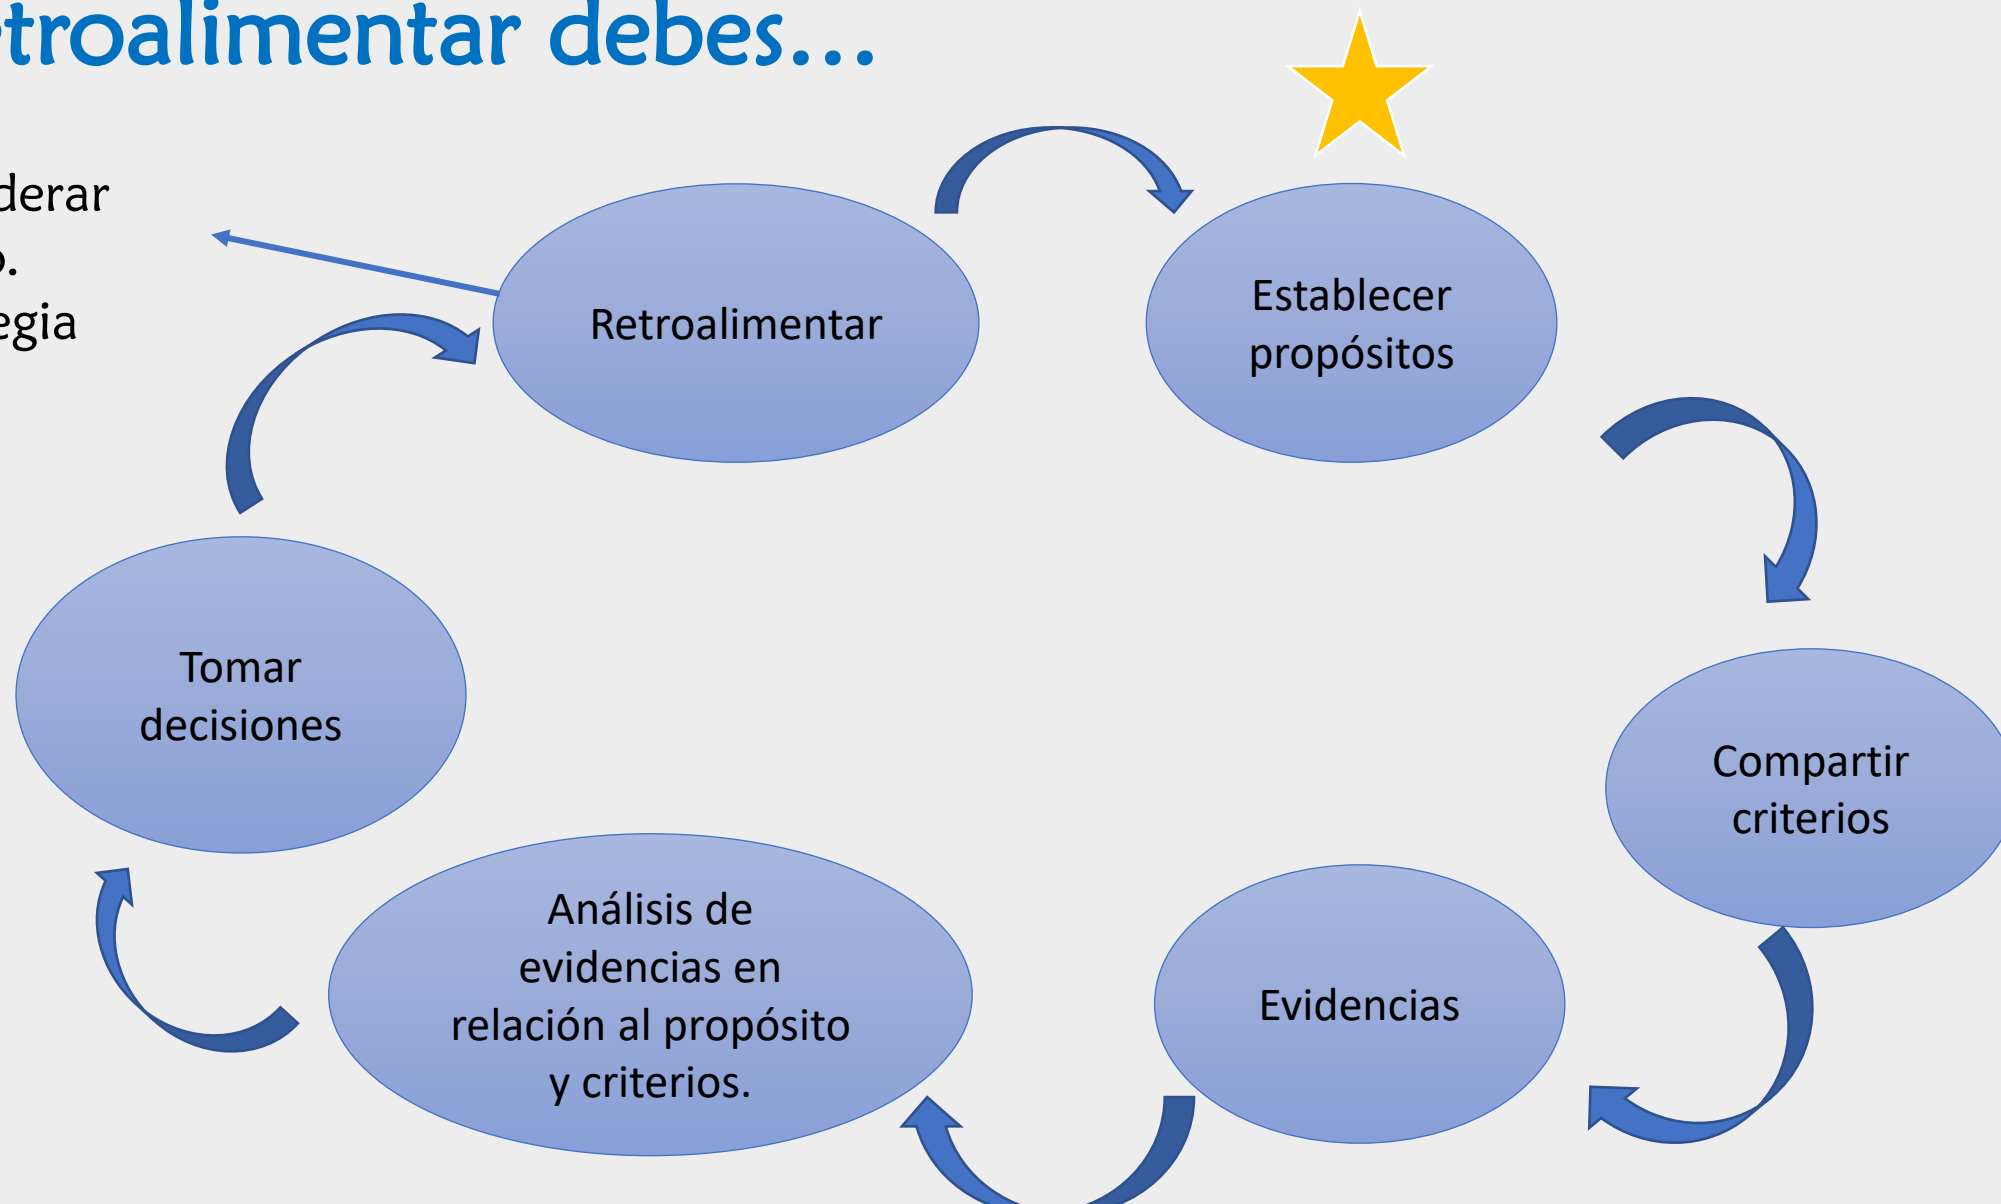 etroalimentar debes...
derar
o.
egia
Retroalimentar
Establecer
propósitos
Compartir
criterios
Evidencias
Análisis de
evidencias en
relación al propósito
y criterios.
Tomar
decisiones